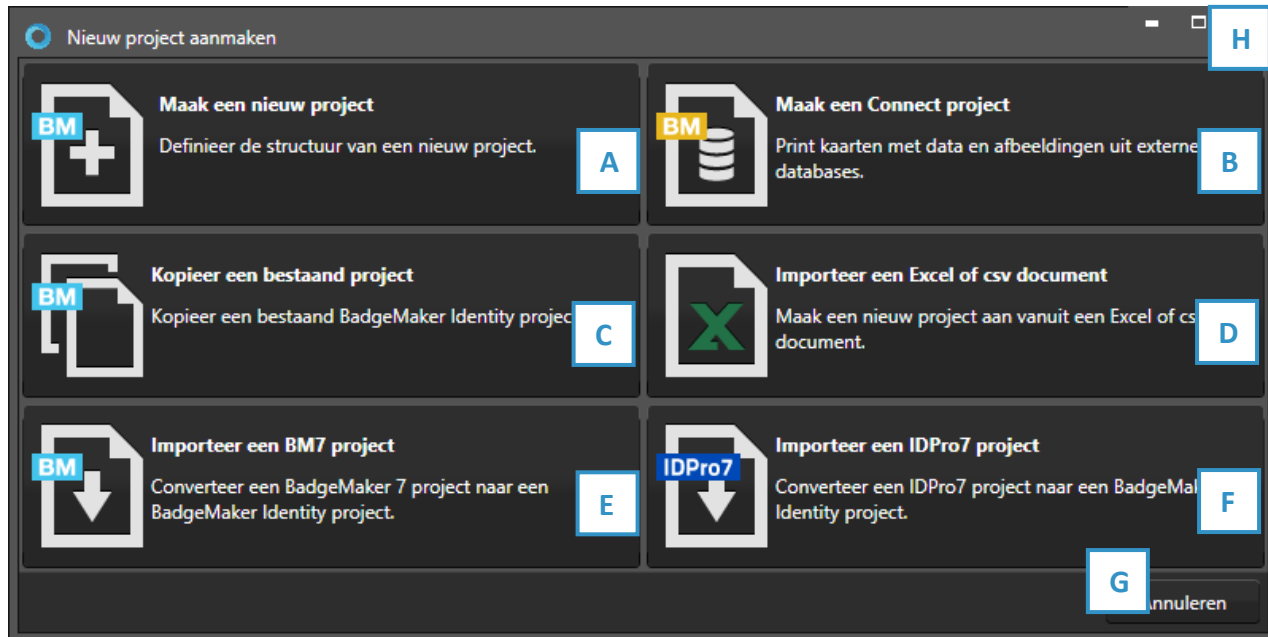 Nieuw project aanmaken
H
BM
Maak een nieuw project
Definieer de structuur van een nieuw project.
A
BM
Maak een Connect project
Print kaarten met data en afbeeldingen uit externe
databases.
B
BM
Kopieer een bestaand project
Kopieer een bestaand BadgeMaker Identity projec
C
Importeer een Excel of csv document
Maak een nieuw project aan vanuit een Excel of cs
document.
D
BM
Importeer een BM7 project
Converteer een BadgeMaker 7 project naar een
BadgeMaker Identity project.
E
IDPro7
Importeer een IDPro7 project
Converteer een IDPro7 project naar een BadgeMa
Identity project.
F
G
nnuleren